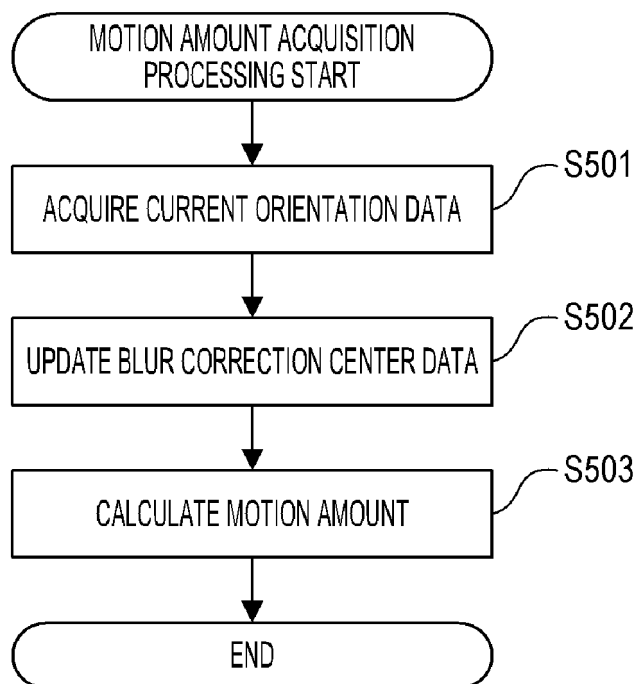 MOTION AMOUNT ACQUISITION
PROCESSING START
S501
ACQUIRE CURRENT ORIENTATION DATA
S502
UPDATE BLUR CORRECTION CENTER DATA
S503
CALCULATE MOTION AMOUNT
END